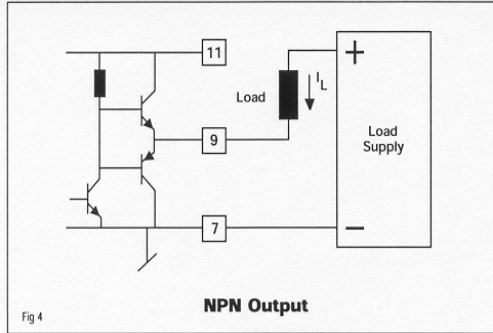 11
+
Load
I_L
9
Load
Supply
7
−
NPN Output
Fig 4